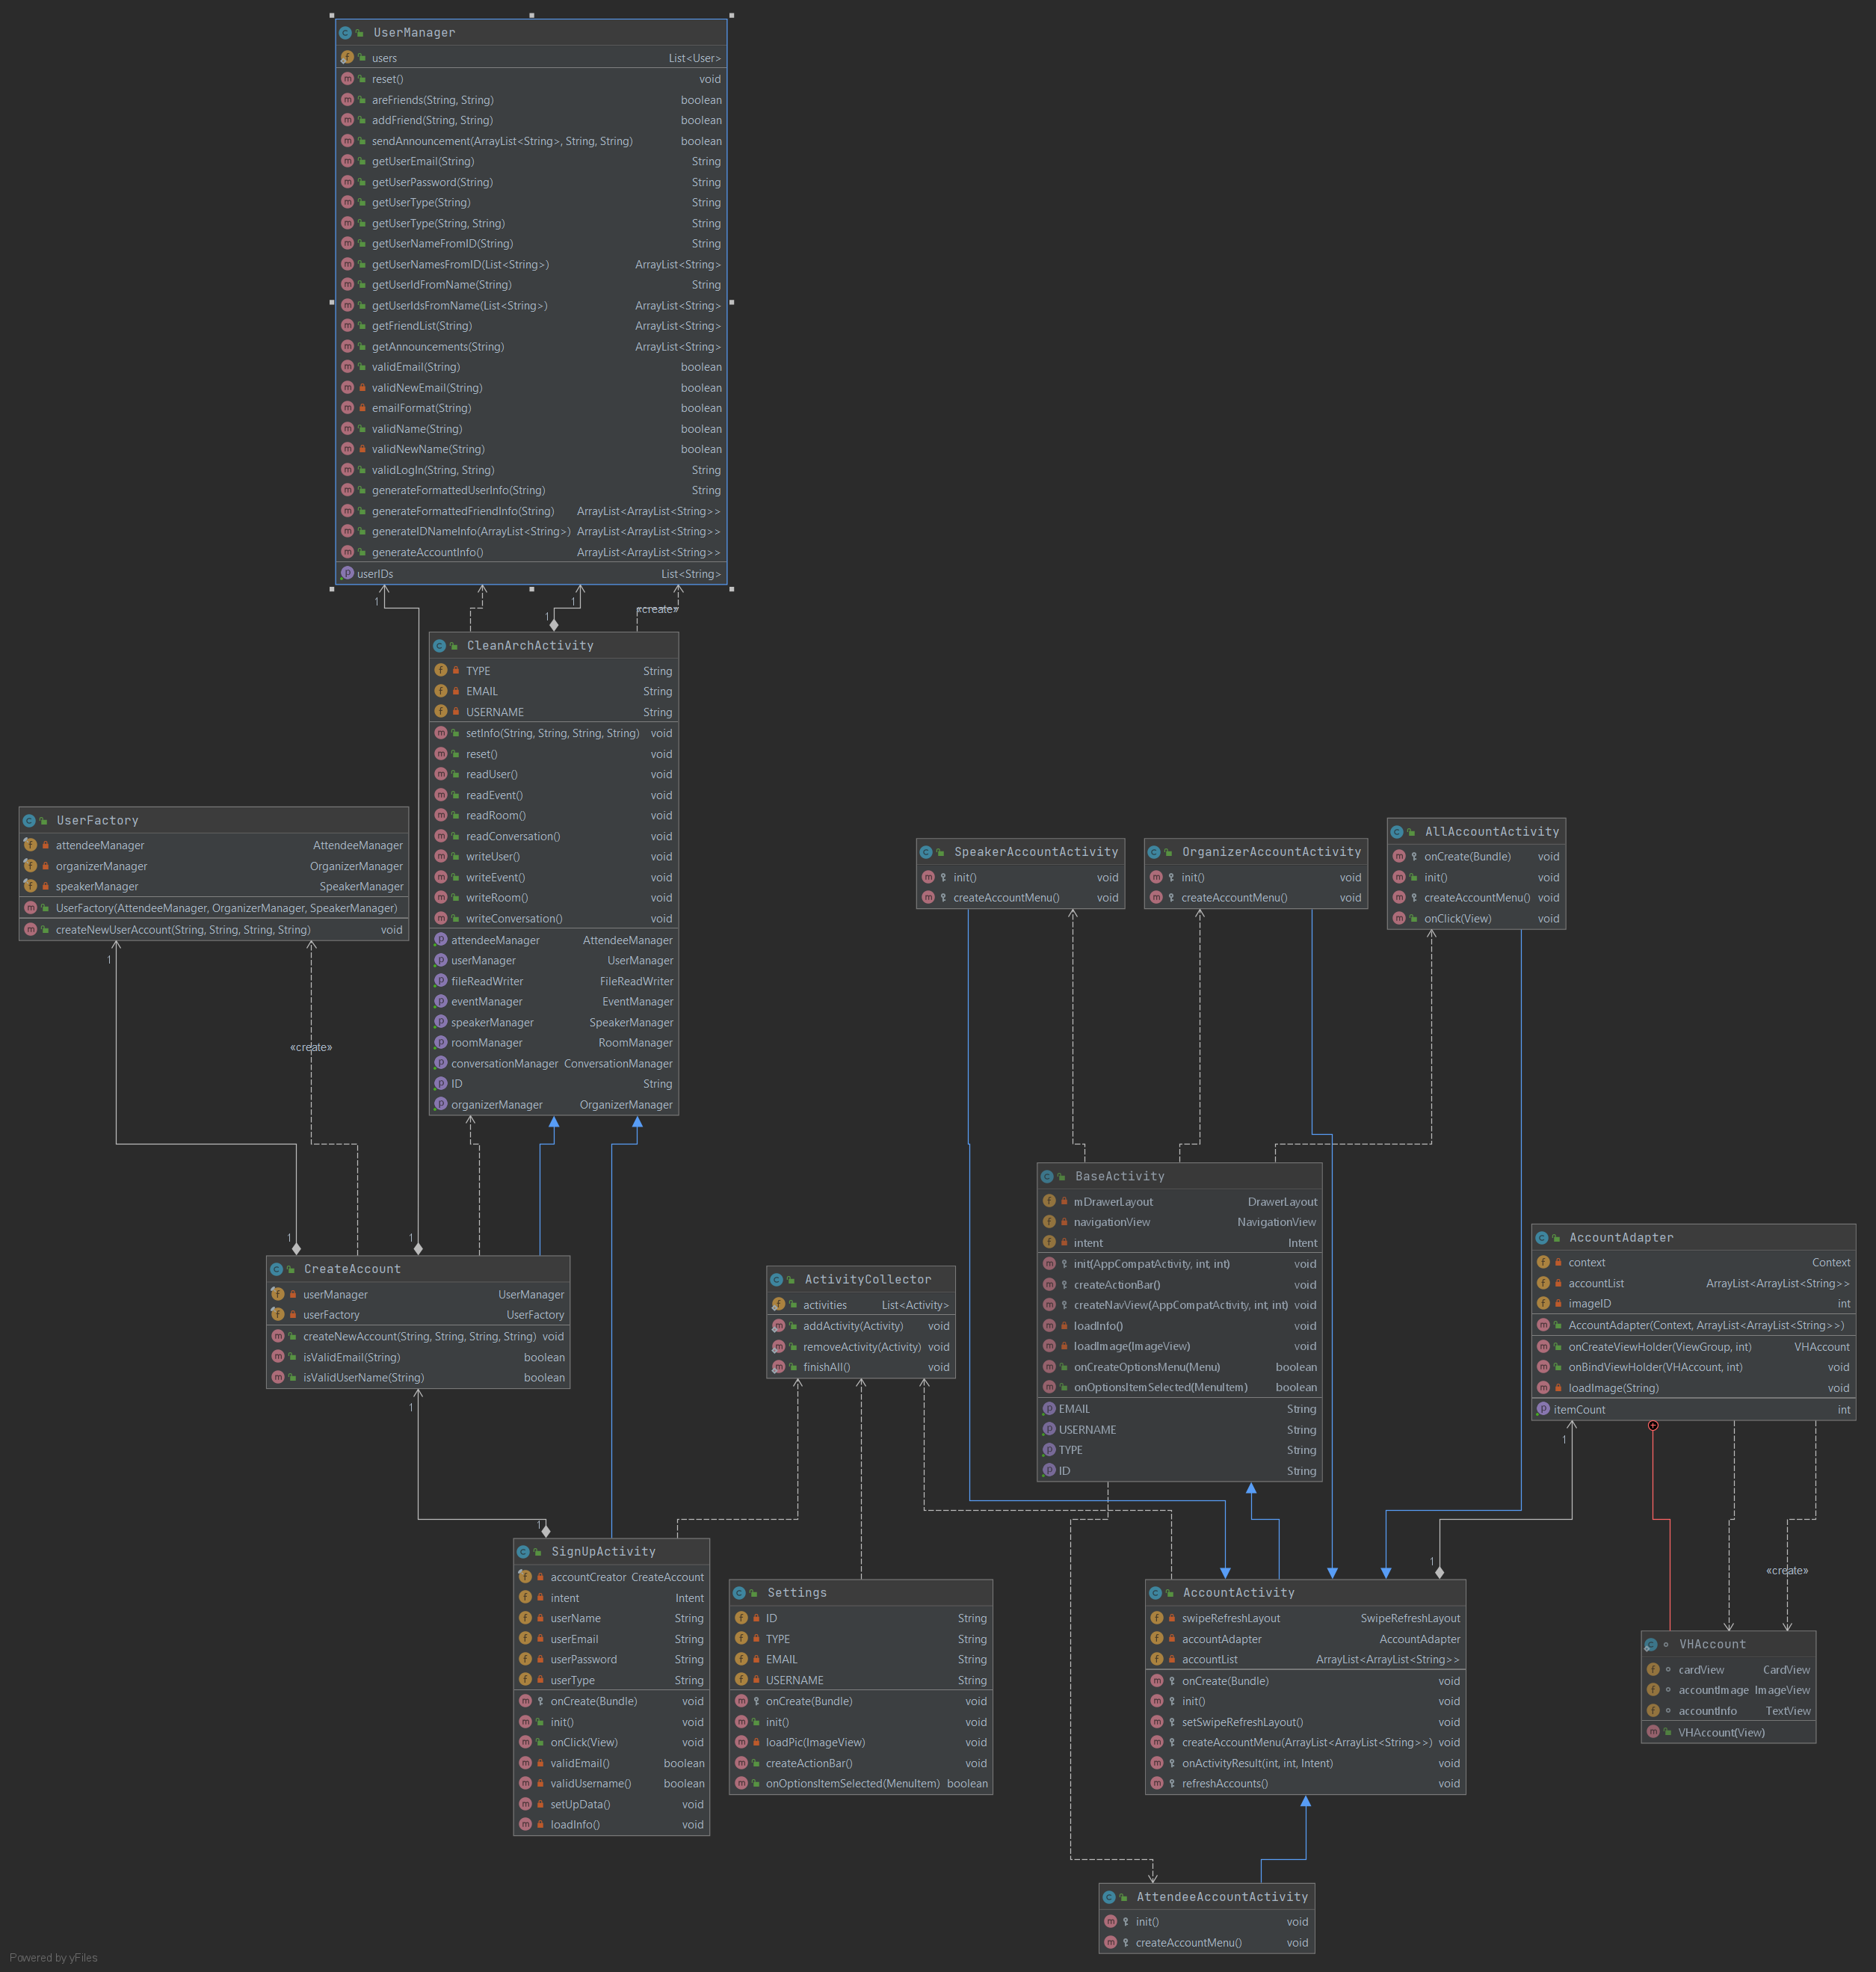 UserManager
users List<User>
reset() void
areFriends(String, String) boolean
addFriend(String, String) boolean
sendAnnouncement(ArrayList<String>, String, String) boolean
getUserEmail(String) String
getUserPassword(String) String
getUserType(String) String
getUserType(String, String) String
getUserNameFromID(String) String
getUserNamesFromID(List<String>) ArrayList<String>
getUserIdFromName(String) String
getUserIdsFromName(List<String>) ArrayList<String>
getFriendList(String) ArrayList<String>
getAnnouncements(String) ArrayList<String>
validEmail(String) boolean
validNewEmail(String) boolean
emailFormat(String) boolean
validName(String) boolean
validNewName(String) boolean
validLogIn(String, String) String
generateFormattedUserInfo(String) String
generateFormattedFriendInfo(String) ArrayList<ArrayList<String>>
generateIDNameInfo(ArrayList<String>) ArrayList<ArrayList<String>>
generateAccountInfo() ArrayList<ArrayList<String>>
userIDs List<String>
1
1
1
«create»
CleanArchActivity
TYPE String
EMAIL String
USERNAME String
setInfo(String, String, String, String) void
reset() void
readUser() void
readEvent() void
readRoom() void
readConversation() void
writeUser() void
writeEvent() void
writeRoom() void
writeConversation() void
attendeeManager AttendeeManager
userManager UserManager
fileReadWriter FileReadWriter
eventManager EventManager
speakerManager SpeakerManager
roomManager RoomManager
conversationManager ConversationManager
ID String
organizerManager OrganizerManager
UserFactory
attendeeManager AttendeeManager
organizerManager OrganizerManager
speakerManager SpeakerManager
UserFactory(AttendeeManager, OrganizerManager, SpeakerManager)
createNewUserAccount(String, String, String, String) void
1
«create»
SpeakerAccountActivity
init() void
createAccountMenu() void
OrganizerAccountActivity
init() void
createAccountMenu() void
AllAccountActivity
onCreate(Bundle) void
init() void
createAccountMenu() void
onClick(View) void
1
1
CreateAccount
userManager UserManager
userFactory UserFactory
createNewAccount(String, String, String, String) void
isValidEmail(String) boolean
isValidUserName(String) boolean
1
ActivityCollector
activities List<Activity>
addActivity(Activity) void
removeActivity(Activity) void
finishAll() void
BaseActivity
mDrawerLayout DrawerLayout
navigationView NavigationView
intent Intent
init(AppCompatActivity, int, int) void
createActionBar() void
createNavView(AppCompatActivity, int, int) void
loadInfo() void
loadImage(ImageView) void
onCreateOptionsMenu(Menu) boolean
onOptionsItemSelected(MenuItem) boolean
EMAIL String
USERNAME String
TYPE String
ID String
AccountAdapter
context Context
accountList ArrayList<ArrayList<String>>
imageID int
AccountAdapter(Context, ArrayList<ArrayList<String>>)
onCreateViewHolder(ViewGroup, int) VHAccount
onBindViewHolder(VHAccount, int) void
loadImage(String) void
itemCount int
1
1
1
«create»
SignUpActivity
accountCreator CreateAccount
intent Intent
userName String
userEmail String
userPassword String
userType String
onCreate(Bundle) void
init() void
onClick(View) void
validEmail() boolean
validUsername() boolean
setUpData() void
loadInfo() void
Settings
ID String
TYPE String
EMAIL String
USERNAME String
onCreate(Bundle) void
init() void
loadPic(ImageView) void
createActionBar() void
onOptionsItemSelected(MenuItem) boolean
AccountActivity
swipeRefreshLayout SwipeRefreshLayout
accountAdapter AccountAdapter
accountList ArrayList<ArrayList<String>>
onCreate(Bundle) void
init() void
setSwipeRefreshLayout() void
createAccountMenu(ArrayList<ArrayList<String>>) void
onActivityResult(int, int, Intent) void
refreshAccounts() void
VHAccount
cardView CardView
accountImage ImageView
accountInfo TextView
VHAccount(View)
AttendeeAccountActivity
init() void
createAccountMenu() void
Powered by yFiles